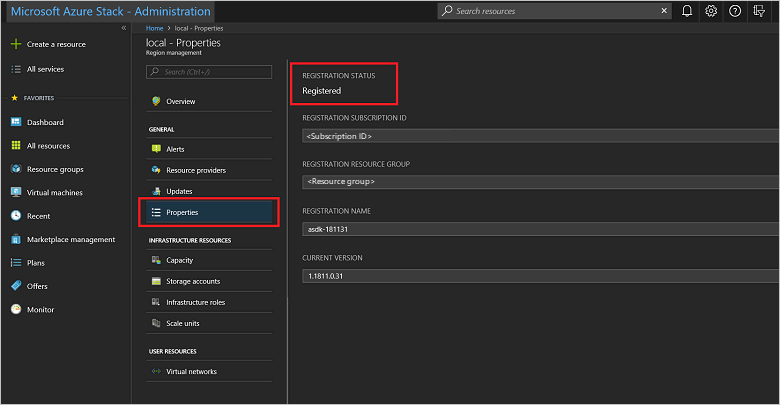 Microsoft Azure Stack - Administration
Search resources
Create a resource
All services
FAVORITES
Dashboard
All resources
Resource groups
Virtual machines
Recent
Marketplace management
Plans
Offers
Monitor
Home > local - Properties
local - Properties
Region management
Search (Ctrl+/)
Overview
GENERAL
Alerts
Resource providers
Updates
Properties
INFRASTRUCTURE RESOURCES
Capacity
Storage accounts
Infrastructure roles
Scale units
USER RESOURCES
Virtual networks
REGISTRATION STATUS
Registered
REGISTRATION SUBSCRIPTION ID
<Subscription ID>
REGISTRATION RESOURCE GROUP
<Resource group>
REGISTRATION NAME
asdk-181131
CURRENT VERSION
1.1811.0.31